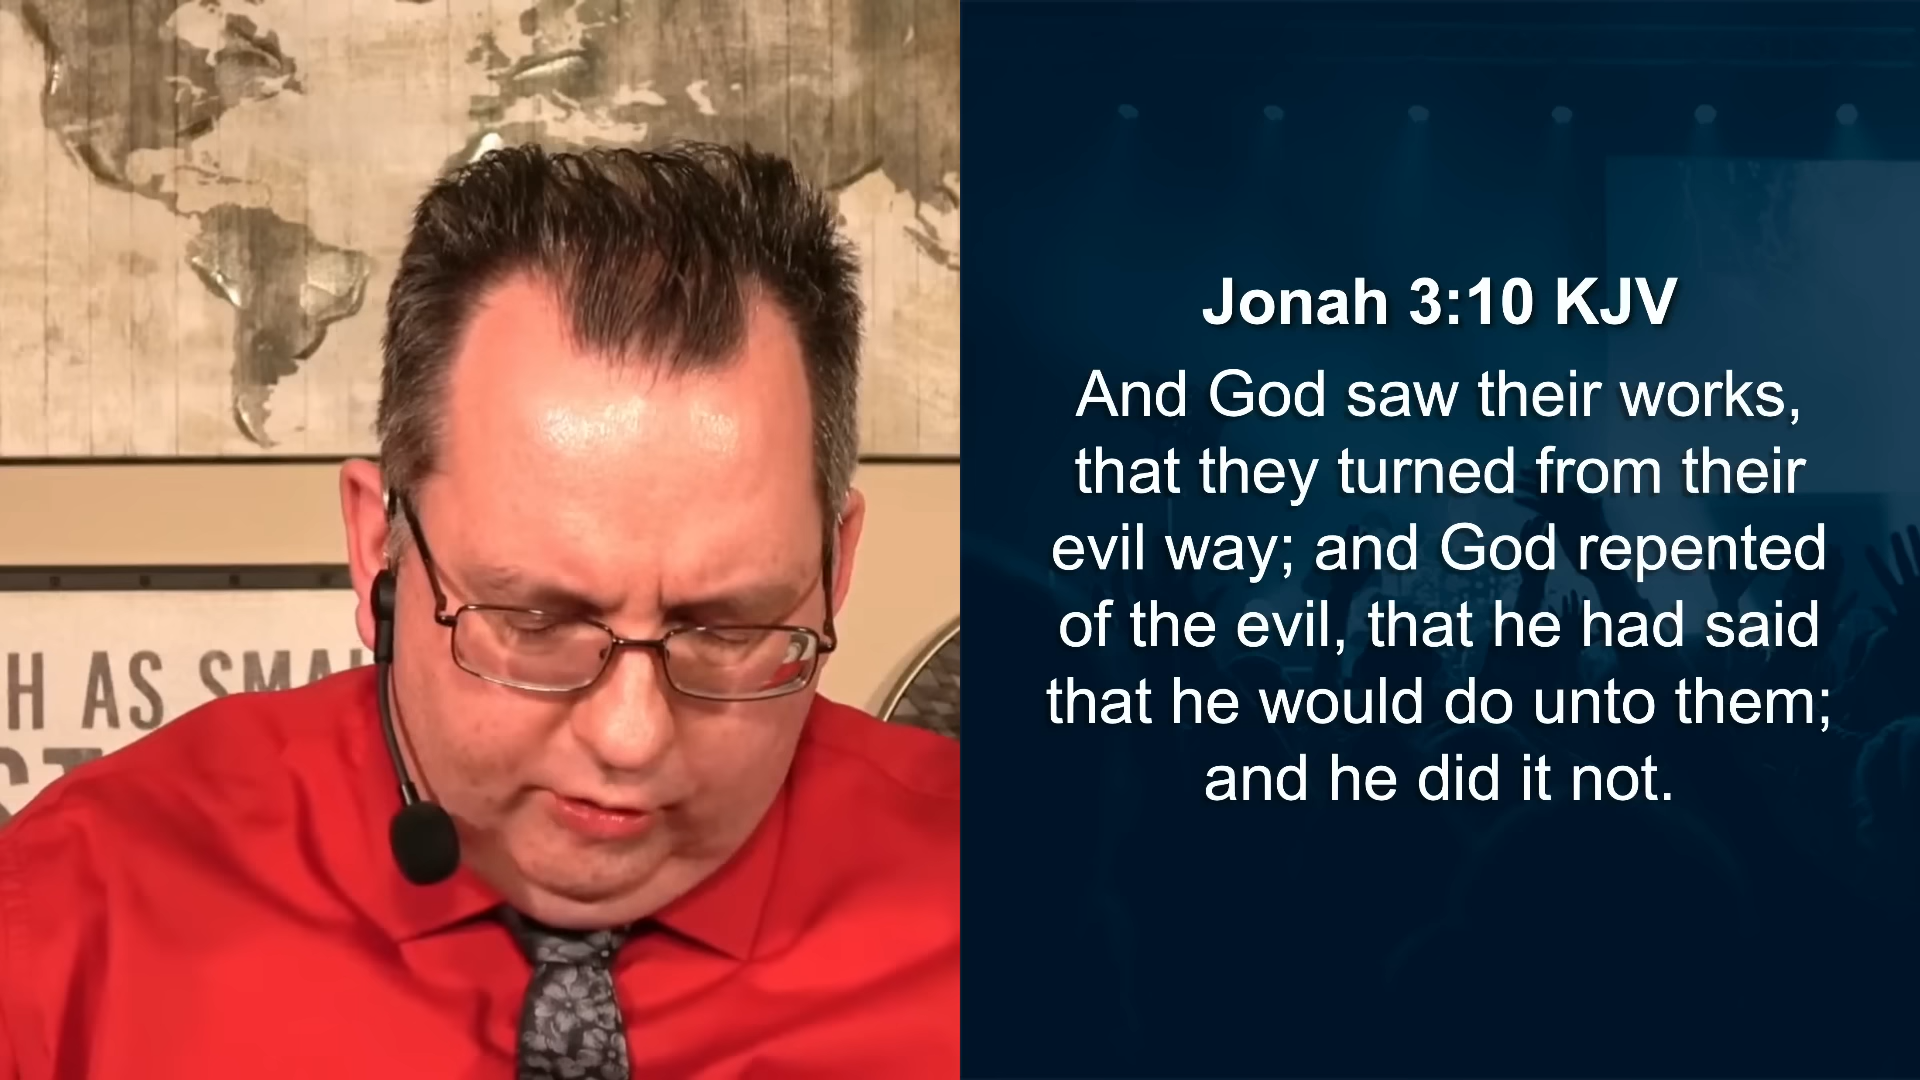 H AS SMA
Jonah 3:10 KJV
And God saw their works,
that they turned from their
evil way; and God repented
of the evil, that he had said
that he would do unto them;
and he did it not.